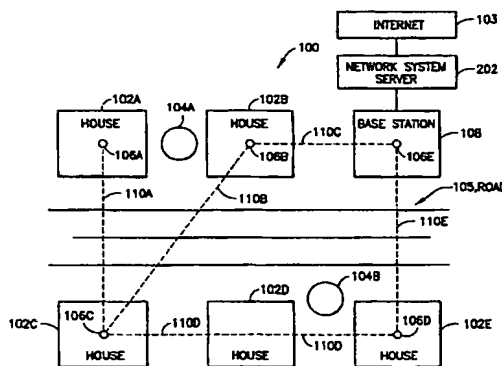 INTERNET
103
100
NETWORK SYSTEM
SERVER
202
102A
104A
102B
HOUSE
HOUSE
110C
BASE STATION
108
106A
106B
106E
110A
110B
105, ROAD
110E
102D
104B
102C
106C
110D
110D
106D
102E
HOUSE
HOUSE
HOUSE